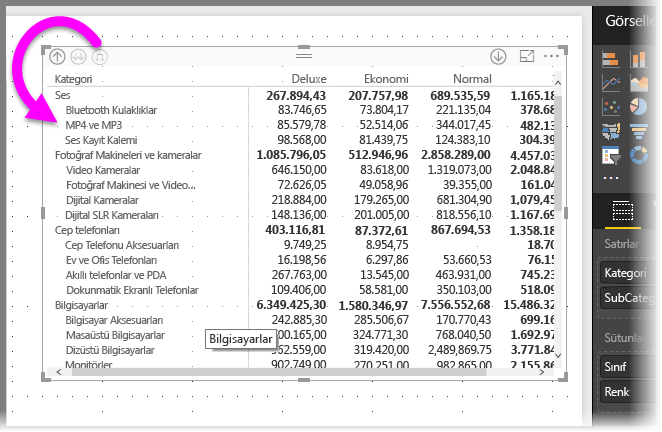 Görselle
Kategori Deluxe Ekonomi Normal
Ses 267.894,43 207.757,98 689.535,59 1.165.18
Bluetooth Kulaklıklar 83.746,65 73.804,17 221.135,04 378.68
MP4 ve MP3 85.579,78 52.514,06 344.017,45 482.13
Ses Kayıt Kalemi 98.568,00 81.439,75 124.383,10 304.39
Fotoğraf Makineleri ve kameralar 1.085.796,05 512.946,96 2.858.289,00 4.457.03
Video Kameralar 646.150,00 83.618,00 1.319.073,00 2.048.84
Fotoğraf Makinesi ve Video... 72.626,05 49.058,96 39.355,00 161.04
Dijital Kameralar 218.884,00 179.265,00 681.304,90 1,079,45
Dijital SLR Kameraları 148.136,00 201.005,00 818.556,10 1.167.69
Cep telefonları 403.116,81 87.372,61 867.694,53 1.358.18
Cep Telefonu Aksesuarları 9.749,25 8.954,75 18.70
Ev ve Ofis Telefonları 16.198,56 6.297,86 53.660,53 76.15
Akıllı telefonlar ve PDA 267.763,00 13.545,00 463.931,00 745.23
Dokunmatik Ekranlı Telefonlar 109.406,00 58.581,00 350.103,00 518.09
Bilgisayarlar 6.349.425,30 1.580.346,97 7.556.552,68 15.486.32
Bilgisayar Aksesuarları 242.885,30 285.506,67 170.770,43 699.16
Masaüstü Bilgisayarlar 00.165,00 324.771,30 768.040,50 1.692,97
Bilgisayarlar
Dizüstü Bilgisayarlar 62.559,00 319.420,00 2,489,869.75 3.771.84
Monitörler 902.749,00 270.251,00 982.865,00 2.155.86
Satırlar
Kategori
SubCateg
Sütunla
Sınıf
Renk